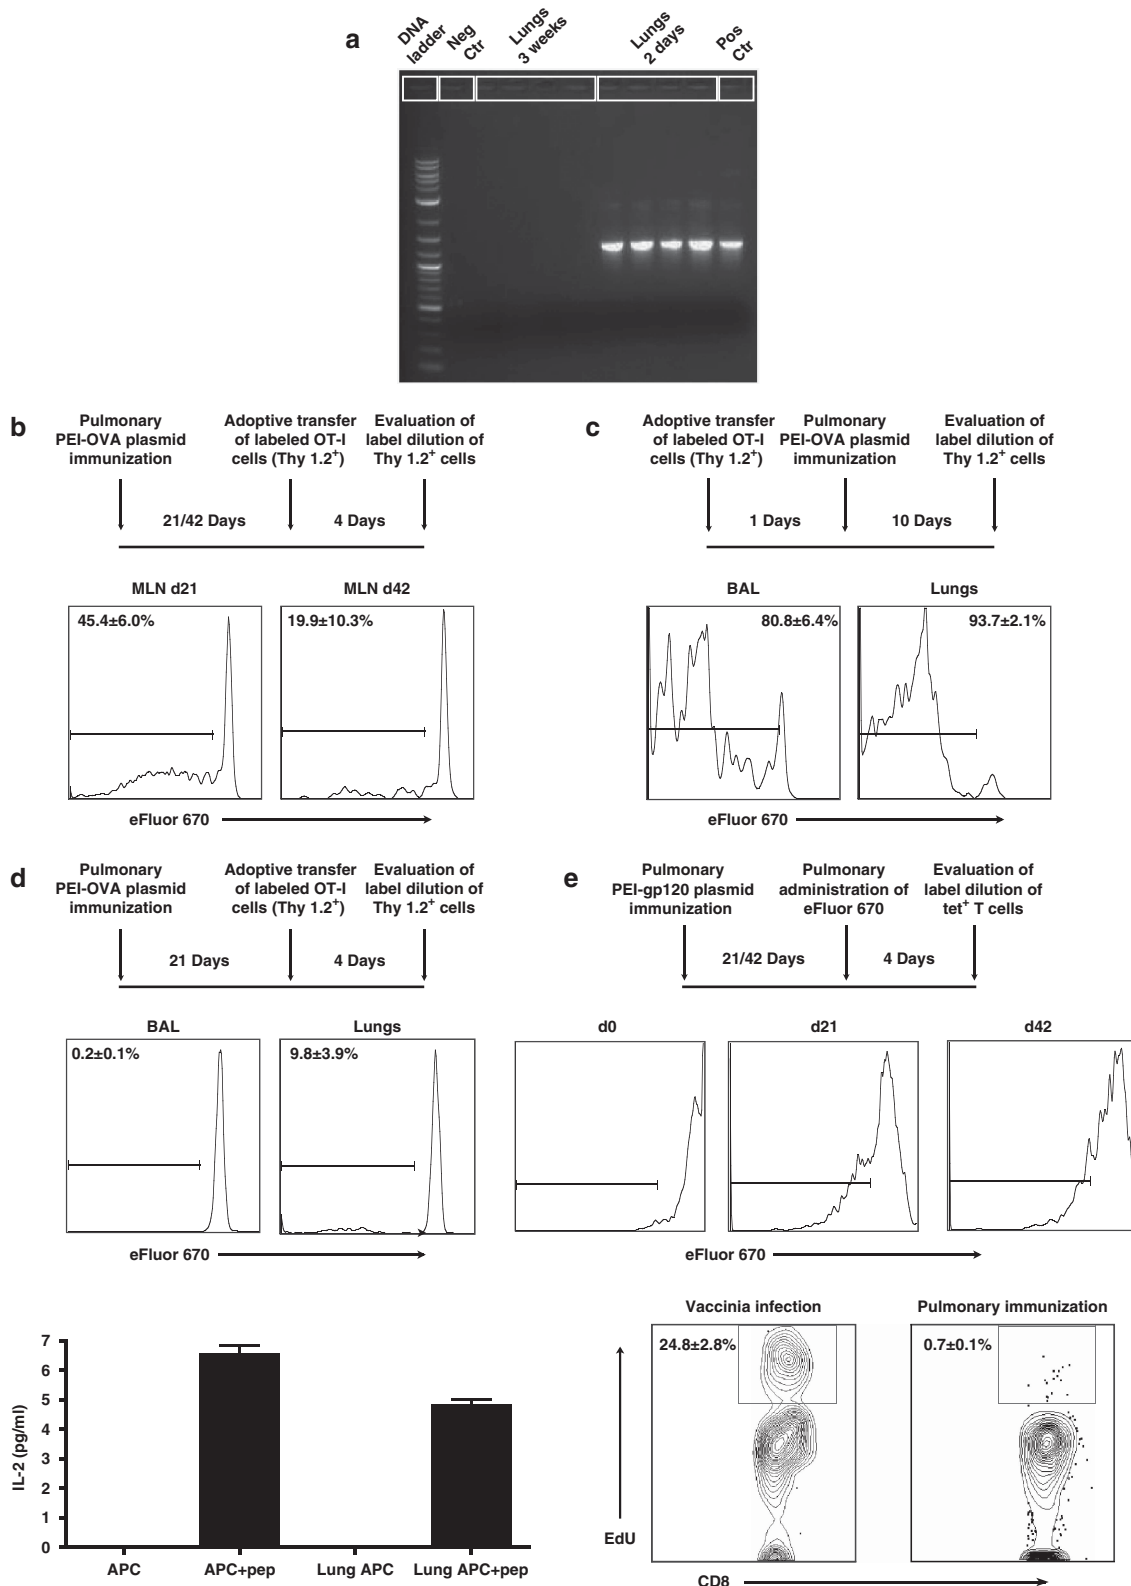 a
DNA
ladder
Neg
Ctr
Lungs
3 weeks
Lungs
2 days
Pos
Ctr
b
Pulmonary
PEI-OVA plasmid
immunization
Adoptive transfer
of labeled OT-I
cells (Thy 1.2+)
Evaluation of
label dilution of
Thy 1.2+ cells
21/42 Days
4 Days
MLN d21
45.4±6.0%
MLN d42
19.9±10.3%
eFluor 670
c
Adoptive transfer
of labeled OT-I
cells (Thy 1.2+)
Pulmonary
PEI-OVA plasmid
immunization
Evaluation of
label dilution of
Thy 1.2+ cells
1 Days
10 Days
BAL
80.8±6.4%
Lungs
93.7±2.1%
eFluor 670
d
Pulmonary
PEI-OVA plasmid
immunization
Adoptive transfer
of labeled OT-I
cells (Thy 1.2+)
Evaluation of
label dilution of
Thy 1.2+ cells
21 Days
4 Days
BAL
0.2±0.1%
Lungs
9.8±3.9%
eFluor 670
IL-2 (pg/ml)
7
6
5
4
3
2
1
0
APC
APC+pep
Lung APC
Lung APC+pep
e
Pulmonary
PEI-gp120 plasmid
immunization
Pulmonary
administration of
eFluor 670
Evaluation of
label dilution of
tet+ T cells
21/42 Days
4 Days
d0
d21
d42
eFluor 670
Vaccinia infection
24.8±2.8%
Pulmonary immunization
0.7±0.1%
EdU
CD8